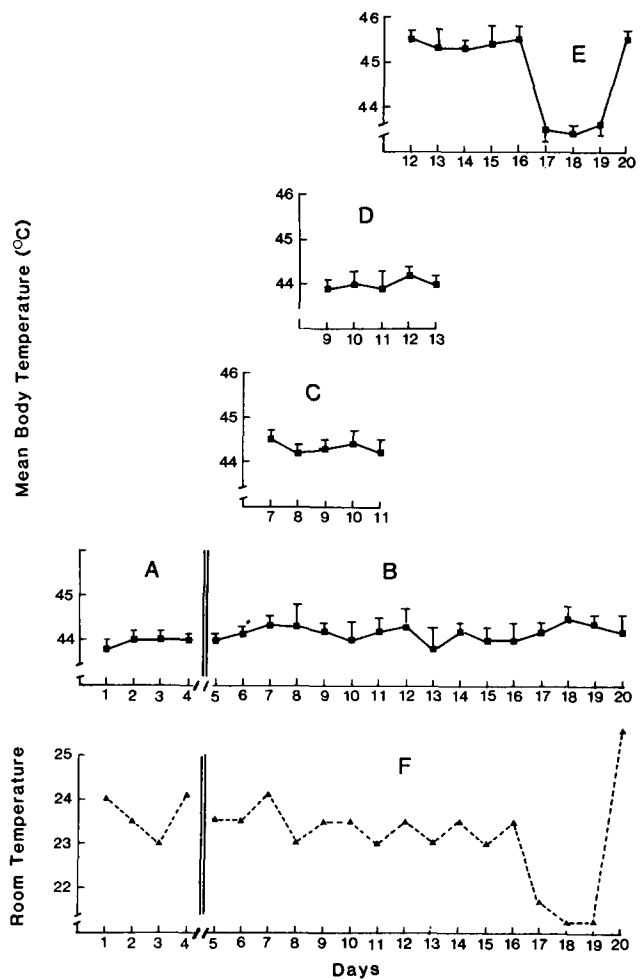 46
45
44
E
12 13 14 15 16 17 18 19 20
46
45
44
D
9 10 11 12 13
46
45
44
C
7 8 9 10 11
Mean Body Temperature (°C)
45
44
A
B
1 2 3 4 5 6 7 8 9 10 11 12 13 14 15 16 17 18 19 20
Room Temperature
25
24
23
22
F
1 2 3 4 5 6 7 8 9 10 11 12 13 14 15 16 17 18 19 20
Days